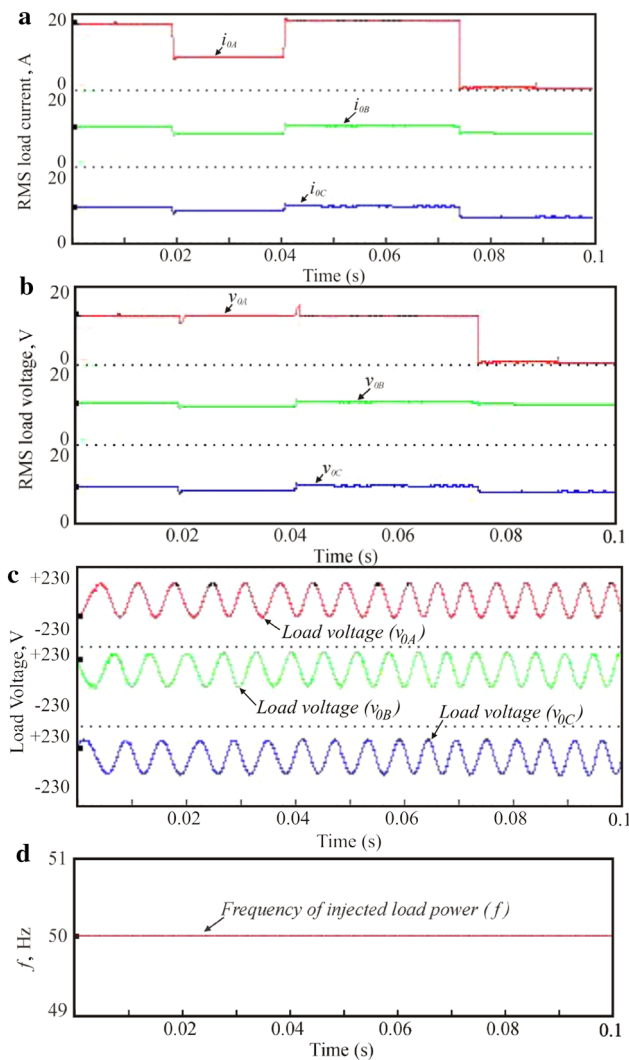 a
20
i0A
0
20
i0B
0
20
i0C
0
RMS load current, A
0.02 0.04 0.06 0.08 0.1
Time (s)
b
20
v0A
0
20
v0B
0
20
v0C
0
RMS load voltage, V
0.02 0.04 0.06 0.08 0.1
Time (s)
c
+230
-230
Load voltage (v0A)
+230
-230
Load voltage (v0B)
Load voltage (v0C)
+230
-230
Load Voltage, V
0.02 0.04 0.06 0.08 0.1
Time (s)
d
51
Frequency of injected load power (f)
50
49
f, Hz
0.02 0.04 0.06 0.08 0.1
Time (s)